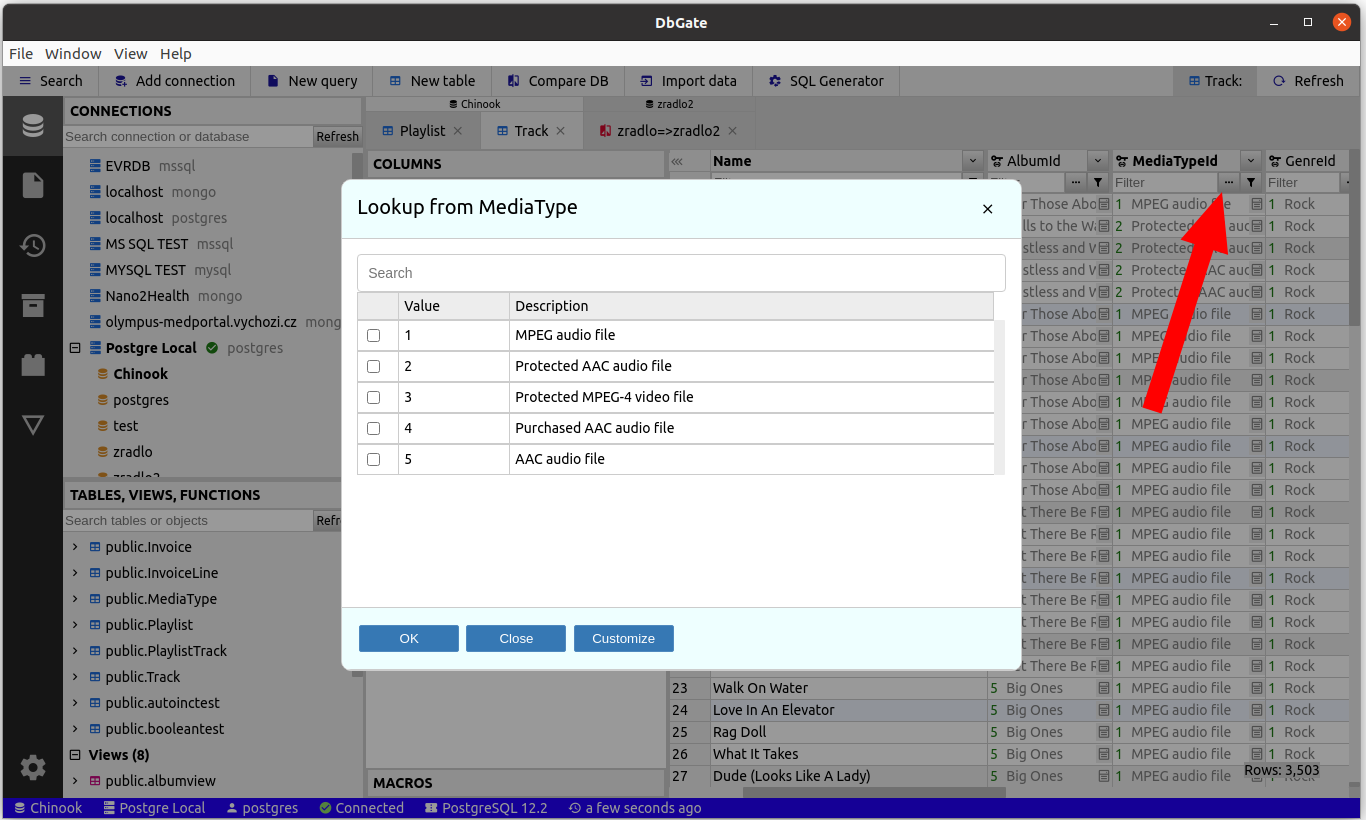 DbGate
File Window View Help
Search Add connection New query New table Compare DB Import data SQL Generator Track: Refresh
CONNECTIONS
Search connection or database Refresh
EVRDB mssql
localhost mongo
localhost postgres
MS SQL TEST mssql
MYSQL TEST mysql
Nano2Health mongo
olympus-medportal.vychozi.cz mong
Postgre Local postgres
Chinook
postgres
test
zradlo
zradlo2
TABLES, VIEWS, FUNCTIONS
Search tables or objects Refr
public.Invoice
public.InvoiceLine
public.MediaType
public.Playlist
public.PlaylistTrack
public.Track
public.autoinctest
public.booleantest
Views (8)
public.albumview
Chinook zradlo2
Playlist × Track × zradlo=>zradlo2 ×
COLUMNS
MACROS
Lookup from MediaType ×
Search
Value Description
1 MPEG audio file
2 Protected AAC audio file
3 Protected MPEG-4 video file
4 Purchased AAC audio file
5 AAC audio file
OK Close Customize
« Name AlbumId MediaTypeId GenreId
Filter ... Filter
r Those Abo 1 MPEG audio file 1 Rock
lls to the Wa 2 Protected auc 1 Rock
stless and W 2 Protected auc 1 Rock
stless and W 2 Protec AAC auc 1 Rock
stless and W 2 Protec AAC auc 1 Rock
r Those Abo 1 MPEG aud file 1 Rock
r Those Abo 1 MPEG audio file 1 Rock
r Those Abo 1 MPEG audio file 1 Rock
r Those Abo 1 MPEG audio file 1 Rock
r Those Abo 1 MPEG audio file 1 Rock
r Those Abo 1 MPEG audio file 1 Rock
r Those Abo 1 MPEG audio file 1 Rock
r Those Abo 1 MPEG audio file 1 Rock
r Those Abo 1 MPEG audio file 1 Rock
t There Be R 1 MPEG audio file 1 Rock
t There Be R 1 MPEG audio file 1 Rock
t There Be R 1 MPEG audio file 1 Rock
t There Be R 1 MPEG audio file 1 Rock
t There Be R 1 MPEG audio file 1 Rock
t There Be R 1 MPEG audio file 1 Rock
t There Be R 1 MPEG audio file 1 Rock
t There Be R 1 MPEG audio file 1 Rock
23 Walk On Water 5 Big Ones 1 MPEG audio file 1 Rock
24 Love In An Elevator 5 Big Ones 1 MPEG audio file 1 Rock
25 Rag Doll 5 Big Ones 1 MPEG audio file 1 Rock
26 What It Takes 5 Big Ones 1 MPEG audio file 1 Rock
27 Dude (Looks Like A Lady) 5 Big Ones 1 MPEG audio file 1 Rock
Rows: 3,503
Chinook Postgre Local postgres Connected PostgreSQL 12.2 a few seconds ago